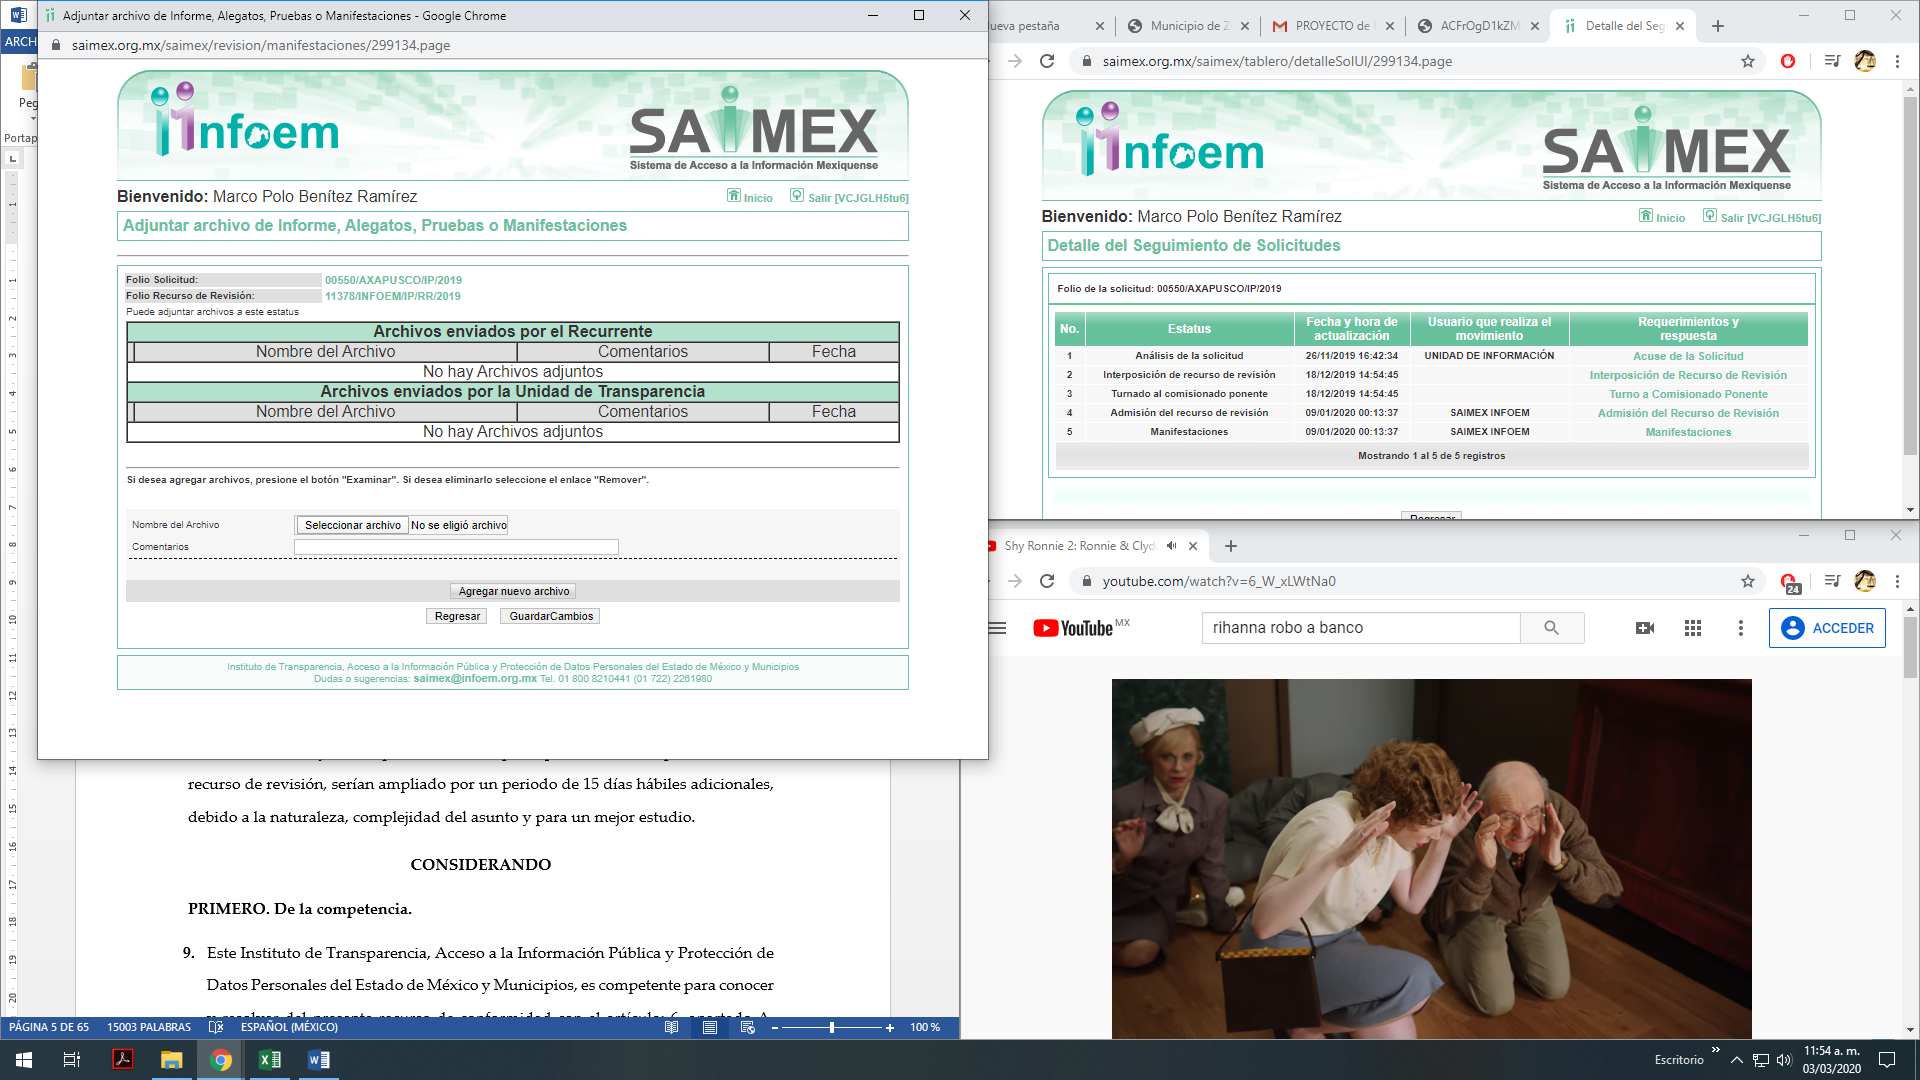 ARCH
Peg
Portap
Adjuntar archivo de Informe, Alegatos, Pruebas o Manifestaciones - Google Chrome
saimex.org.mx/saimex/revision/manifestaciones/299134.page
infoem
SAIMEX
Sistema de Acceso a la Información Mexiquense
Bienvenido: Marco Polo Benítez Ramírez
Inicio Salir [VCJGLH5tu6]
Adjuntar archivo de Informe, Alegatos, Pruebas o Manifestaciones
Folio Solicitud: 00550/AXAPUSCO/IP/2019
Folio Recurso de Revisión: 11378/INFOEM/IP/RR/2019
Puede adjuntar archivos a este estatus
Archivos enviados por el Recurrente
Nombre del Archivo Comentarios Fecha
No hay Archivos adjuntos
Archivos enviados por la Unidad de Transparencia
Nombre del Archivo Comentarios Fecha
No hay Archivos adjuntos
Si desea agregar archivos, presione el botón "Examinar". Si desea eliminarlo seleccione el enlace "Remover".
Nombre del Archivo Seleccionar archivo No se eligió archivo
Comentarios
Agregar nuevo archivo
Regresar GuardarCambios
Instituto de Transparencia, Acceso a la Información Pública y Protección de Datos Personales del Estado de México y Municipios
Dudas o sugerencias: saimex@infoem.org.mx Tel. 01 800 8210441 (01 722) 2261980
recurso de revisión, serían ampliado por un periodo de 15 días hábiles adicionales,
debido a la naturaleza, complejidad del asunto y para un mejor estudio.
CONSIDERANDO
PRIMERO. De la competencia.
9. Este Instituto de Transparencia, Acceso a la Información Pública y Protección de
Datos Personales del Estado de México y Municipios, es competente para conocer
PÁGINA 5 DE 65 15003 PALABRAS ESPAÑOL (MÉXICO) 100 %
ueva pestaña Municipio de Z PROYECTO de ACFrOgD1kZM Detalle del Seg
saimex.org.mx/saimex/tablero/detalleSolUI/299134.page
infoem
SAIMEX
Sistema de Acceso a la Información Mexiquense
Bienvenido: Marco Polo Benítez Ramírez
Inicio Salir [VCJGLH5tu6]
Detalle del Seguimiento de Solicitudes
Folio de la solicitud: 00550/AXAPUSCO/IP/2019
No. Estatus Fecha y hora de actualización Usuario que realiza el movimiento Requerimientos y respuesta
1 Análisis de la solicitud 26/11/2019 16:42:34 UNIDAD DE INFORMACIÓN Acuse de la Solicitud
2 Interposición de recurso de revisión 18/12/2019 14:54:45 Interposición de Recurso de Revisión
3 Turnado al comisionado ponente 18/12/2019 14:54:45 Turno a Comisionado Ponente
4 Admisión del recurso de revisión 09/01/2020 00:13:37 SAIMEX INFOEM Admisión del Recurso de Revisión
5 Manifestaciones 09/01/2020 00:13:37 SAIMEX INFOEM Manifestaciones
Mostrando 1 al 5 de 5 registros
Regresar
Shy Ronnie 2: Ronnie & Clyd
youtube.com/watch?v=6_W_xLWtNa0
24
YouTube MX
rihanna robo a banco
ACCEDER
Escritorio
11:54 a. m.
03/03/2020